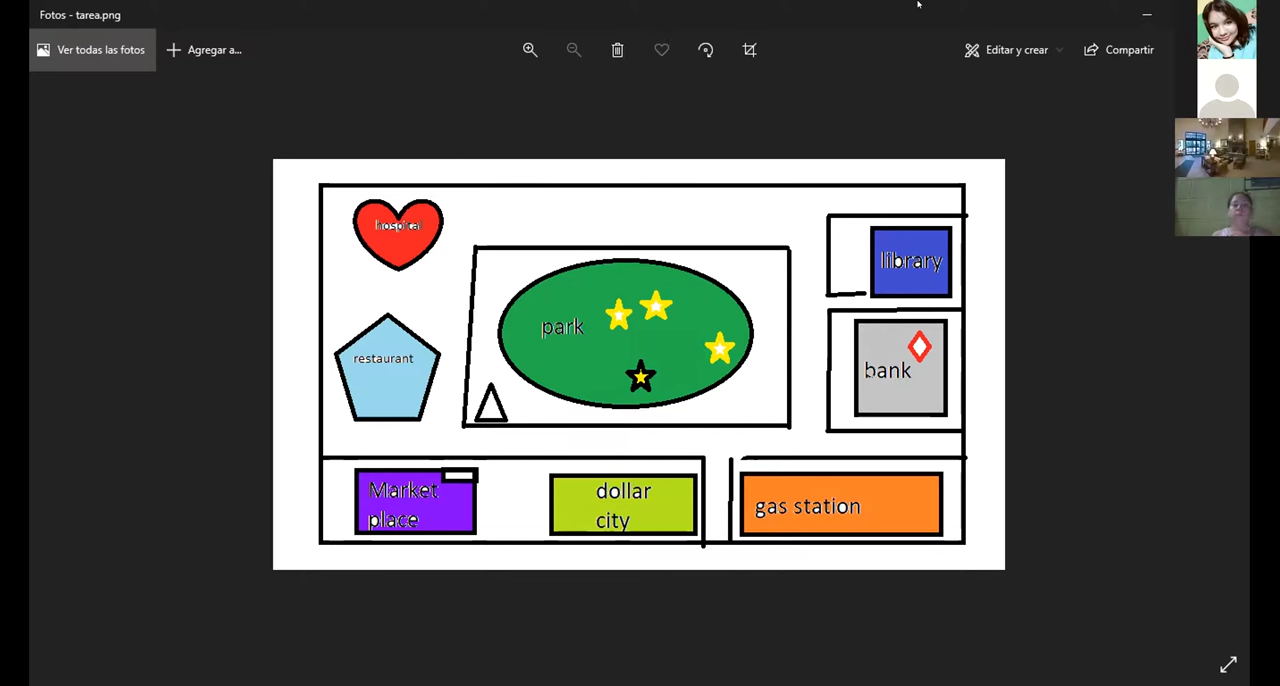 Fotos - tarea.png
Ver todas las fotos
Agregar a...
Editar y crear
Compartir
hospital
library
park
restaurant
bank
Market
place
dollar
city
gas station